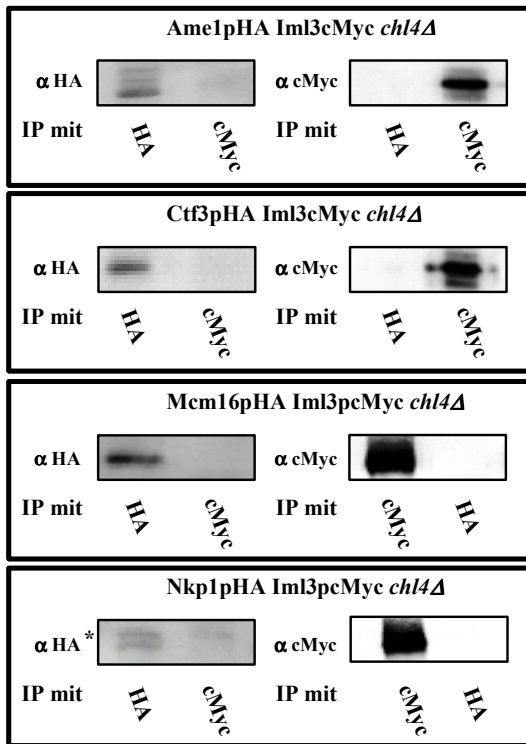 Ame1pHA Iml3cMyc chl4Δ
α HA α cMyc
IP mit HA cMyc IP mit HA cMyc
Ctf3pHA Iml3cMyc chl4Δ
α HA α cMyc
IP mit HA cMyc IP mit HA cMyc
Mcm16pHA Iml3pcMyc chl4Δ
α HA α cMyc
IP mit HA cMyc IP mit cMyc HA
Nkp1pHA Iml3pcMyc chl4Δ
α HA * α cMyc
IP mit HA cMyc IP mit cMyc HA